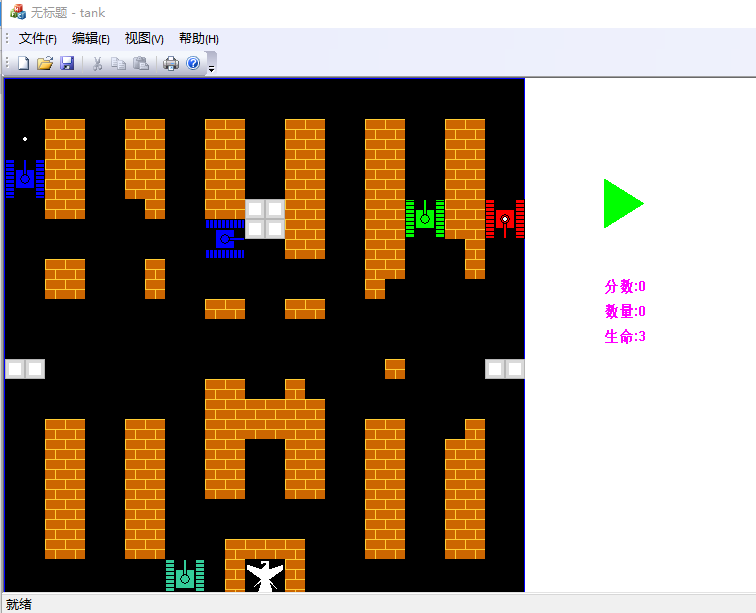 无标题 - tank
文件(F) 编辑(E) 视图(V) 帮助(H)
分数:0
数量:0
生命:3
就绪